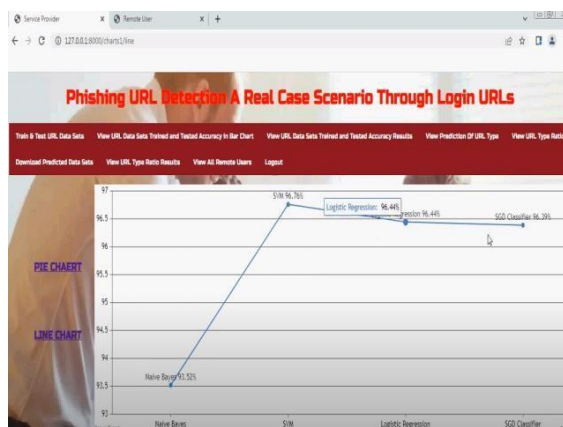 Service Provider
Remote User
127.0.0.1:8000/charts1/line
Phishing URL Detection A Real Case Scenario Through Login URLs
Train & Test URL Data Sets View URL Data Sets Trained and Tested Accuracy in Bar Chart View URL Data Sets Trained and Tested Accuracy Results View Prediction Of URL Type View URL Type Ratio
Download Predicted Data Sets View URL Type Ratio Results View All Remote Users Logout
97
SVM 96.76%
Logistic Regression: 96.44%
Regression 96.44%
SGD Classifier 96.39%
96.5
96
PIE CHAERT
95.5
95
LINE CHART
94.5
94
Naive Bayes 93.52%
93.5
93
Naive Bayes SVM Logistic Regression SGD Classifier